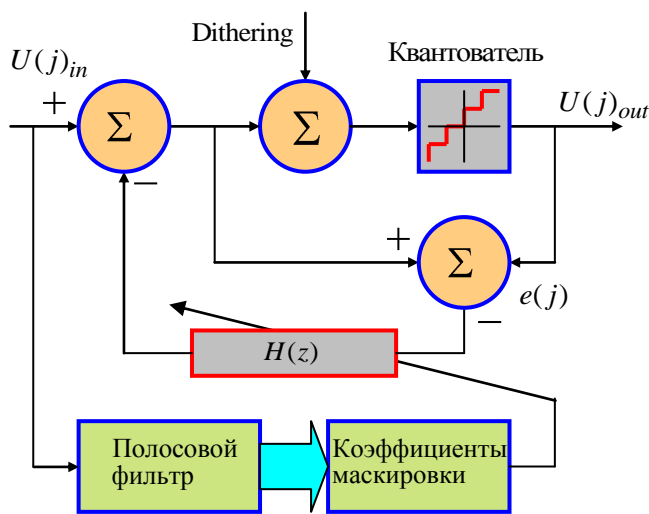 Dithering
Квантователь
U(j)in
U(j)out
+
Σ
Σ
−
+
Σ
e(j)
−
H(z)
Полосовой
фильтр
Коэффициенты
маскировки